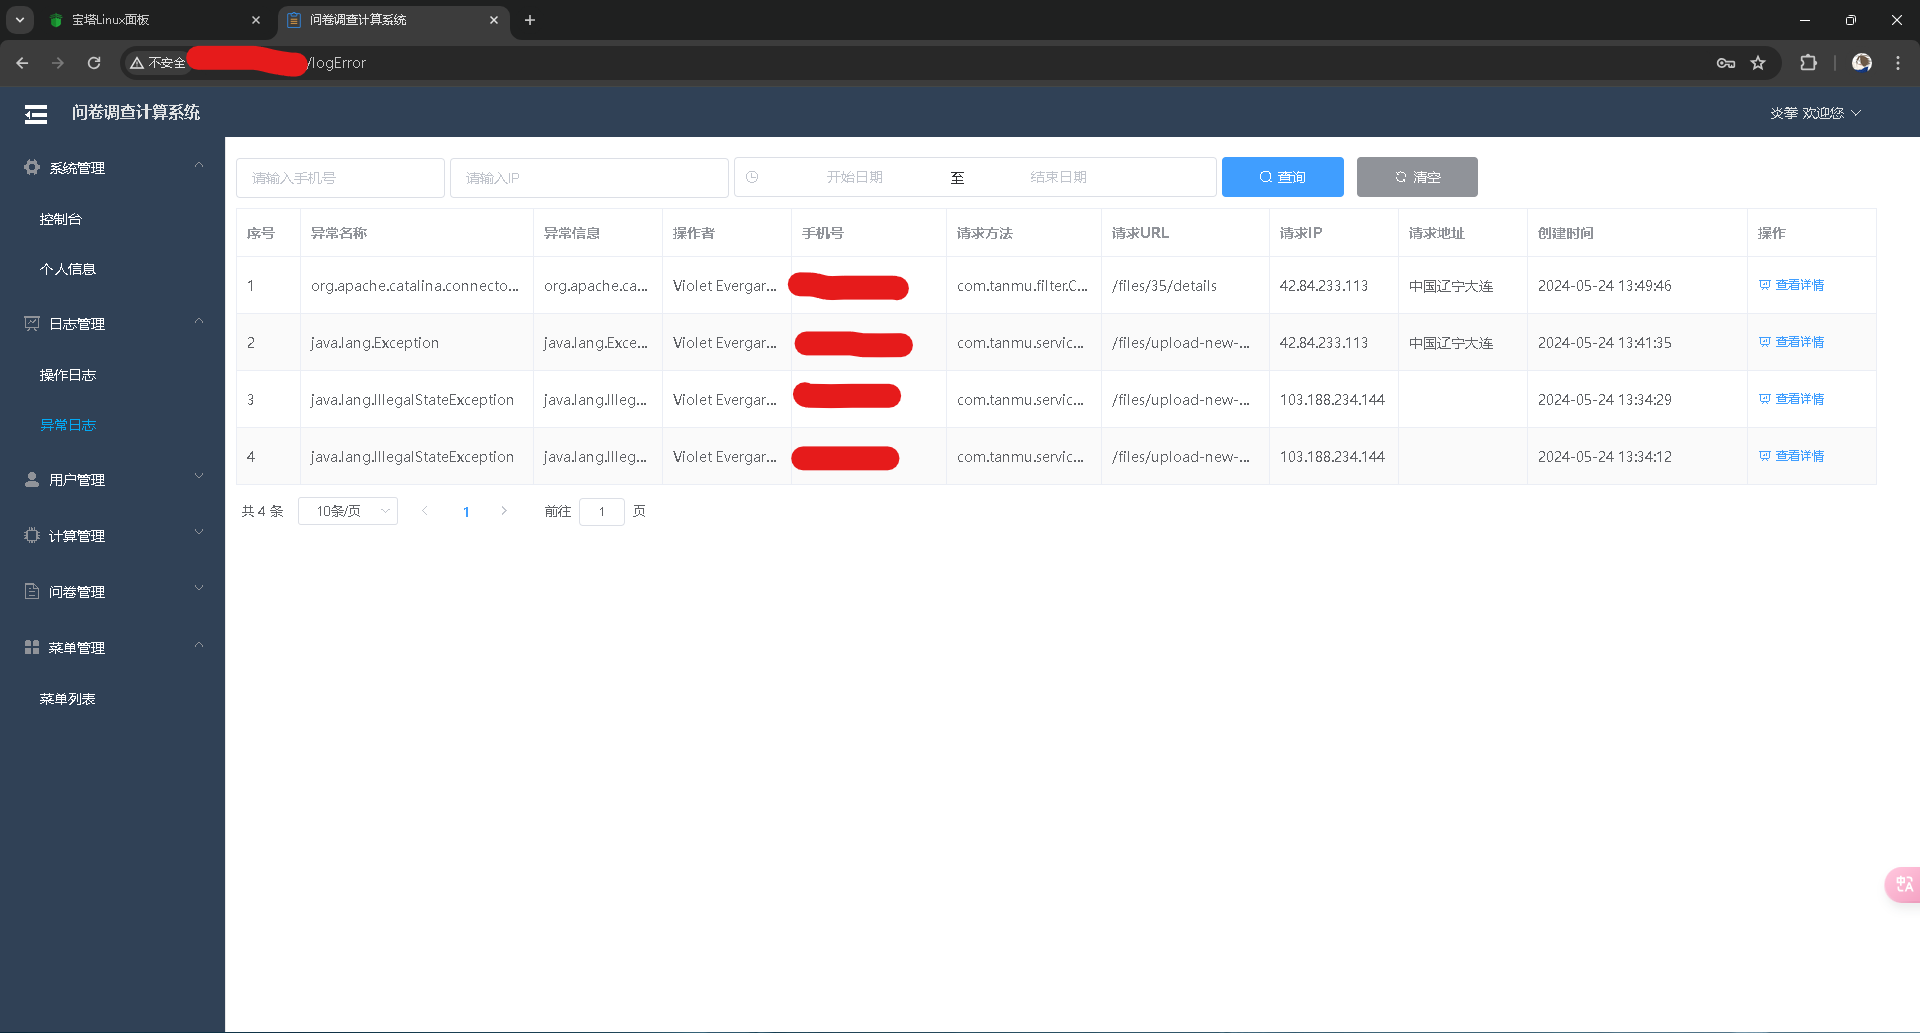 宝塔Linux面板
问卷调查计算系统
不安全
/logError
问卷调查计算系统
炎拳 欢迎您
系统管理
控制台
个人信息
日志管理
操作日志
异常日志
用户管理
计算管理
问卷管理
菜单管理
菜单列表
请输入手机号 请输入IP 开始日期 至 结束日期 查询 清空
序号 异常名称 异常信息 操作者 手机号 请求方法 请求URL 请求IP 请求地址 创建时间 操作
1 org.apache.catalina.connecto... org.apache.ca... Violet Evergar... com.tanmu.filter.C... /files/35/details 42.84.233.113 中国辽宁大连 2024-05-24 13:49:46 查看详情
2 java.lang.Exception java.lang.Exce... Violet Evergar... com.tanmu.servic... /files/upload-new-... 42.84.233.113 中国辽宁大连 2024-05-24 13:41:35 查看详情
3 java.lang.IllegalStateException java.lang.Illeg... Violet Evergar... com.tanmu.servic... /files/upload-new-... 103.188.234.144 2024-05-24 13:34:29 查看详情
4 java.lang.IllegalStateException java.lang.Illeg... Violet Evergar... com.tanmu.servic... /files/upload-new-... 103.188.234.144 2024-05-24 13:34:12 查看详情
共 4 条 10条/页 1 前往 1 页